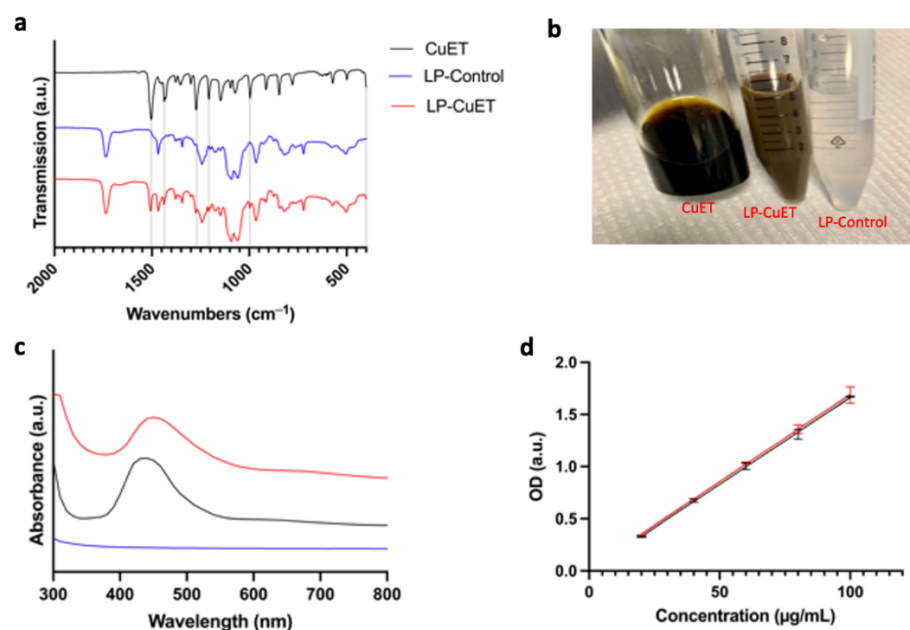 a
CuET
LP-Control
LP-CuET
Transmission (a.u.)
2000 1500 1000 500
Wavenumbers (cm⁻¹)
b
CuET
LP-CuET
LP-Control
c
Absorbance (a.u.)
300 400 500 600 700 800
Wavelength (nm)
d
OD (a.u.)
2.0
1.5
1.0
0.5
0.0
0 50 100
Concentration (µg/mL)